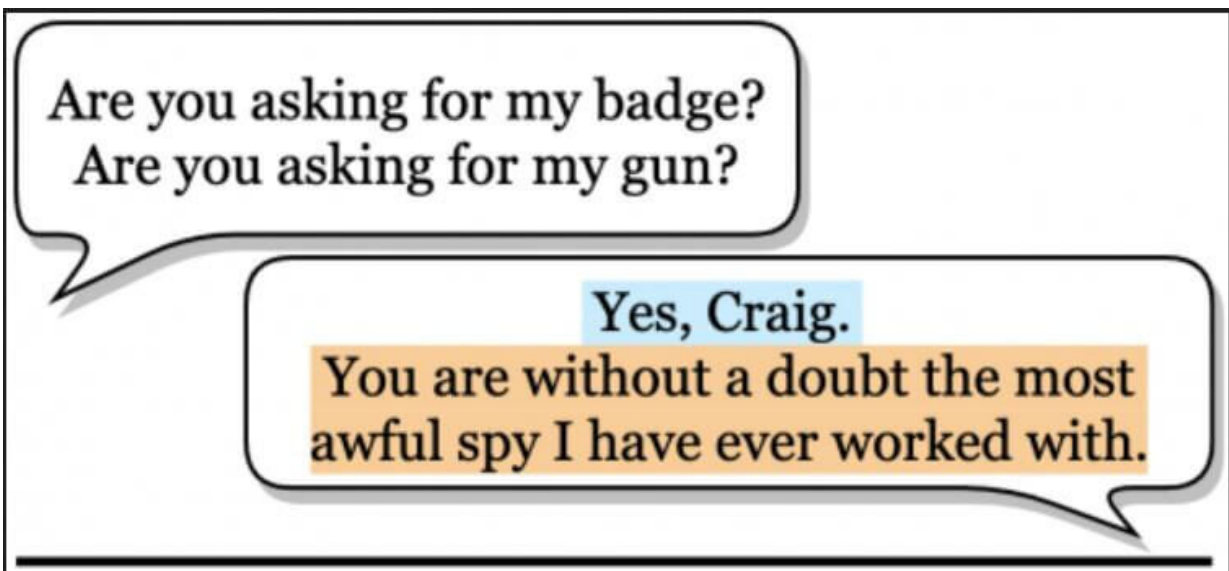 Are you asking for my badge?
Are you asking for my gun?
Yes, Craig.
You are without a doubt the most
awful spy I have ever worked with.